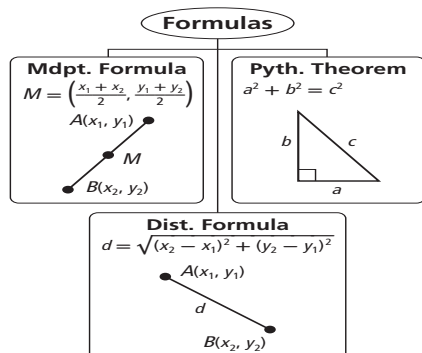 Formulas
Mdpt. Formula
M = (x₁ + x₂ / 2, y₁ + y₂ / 2)
A(x₁, y₁)
M
B(x₂, y₂)
Pyth. Theorem
a² + b² = c²
b
c
a
Dist. Formula
d = √(x₂ − x₁)² + (y₂ − y₁)²
A(x₁, y₁)
d
B(x₂, y₂)